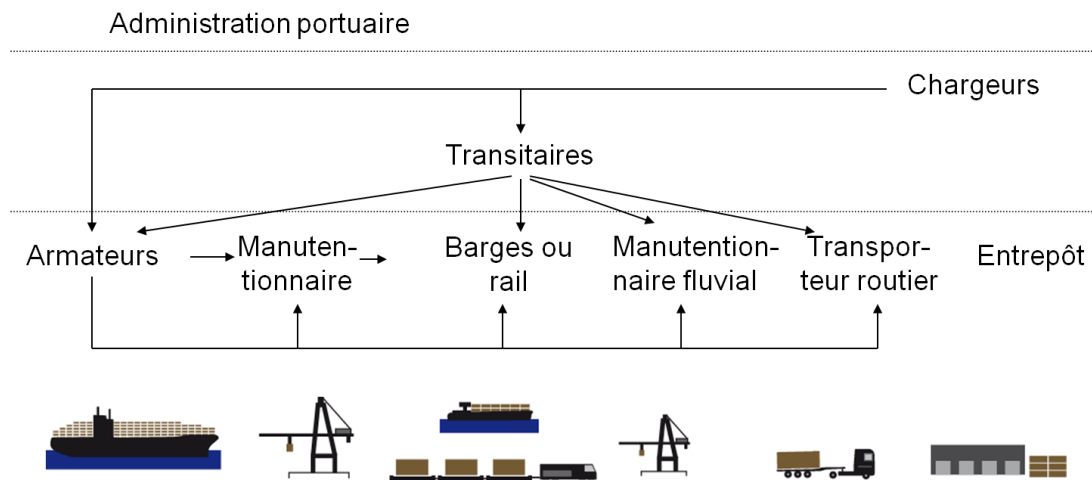 Administration portuaire
Chargeurs
Transitaires
Armateurs
Manuten-
tionnaire
Barges ou
rail
Manutention-
naire fluvial
Transpor-
teur routier
Entrepôt